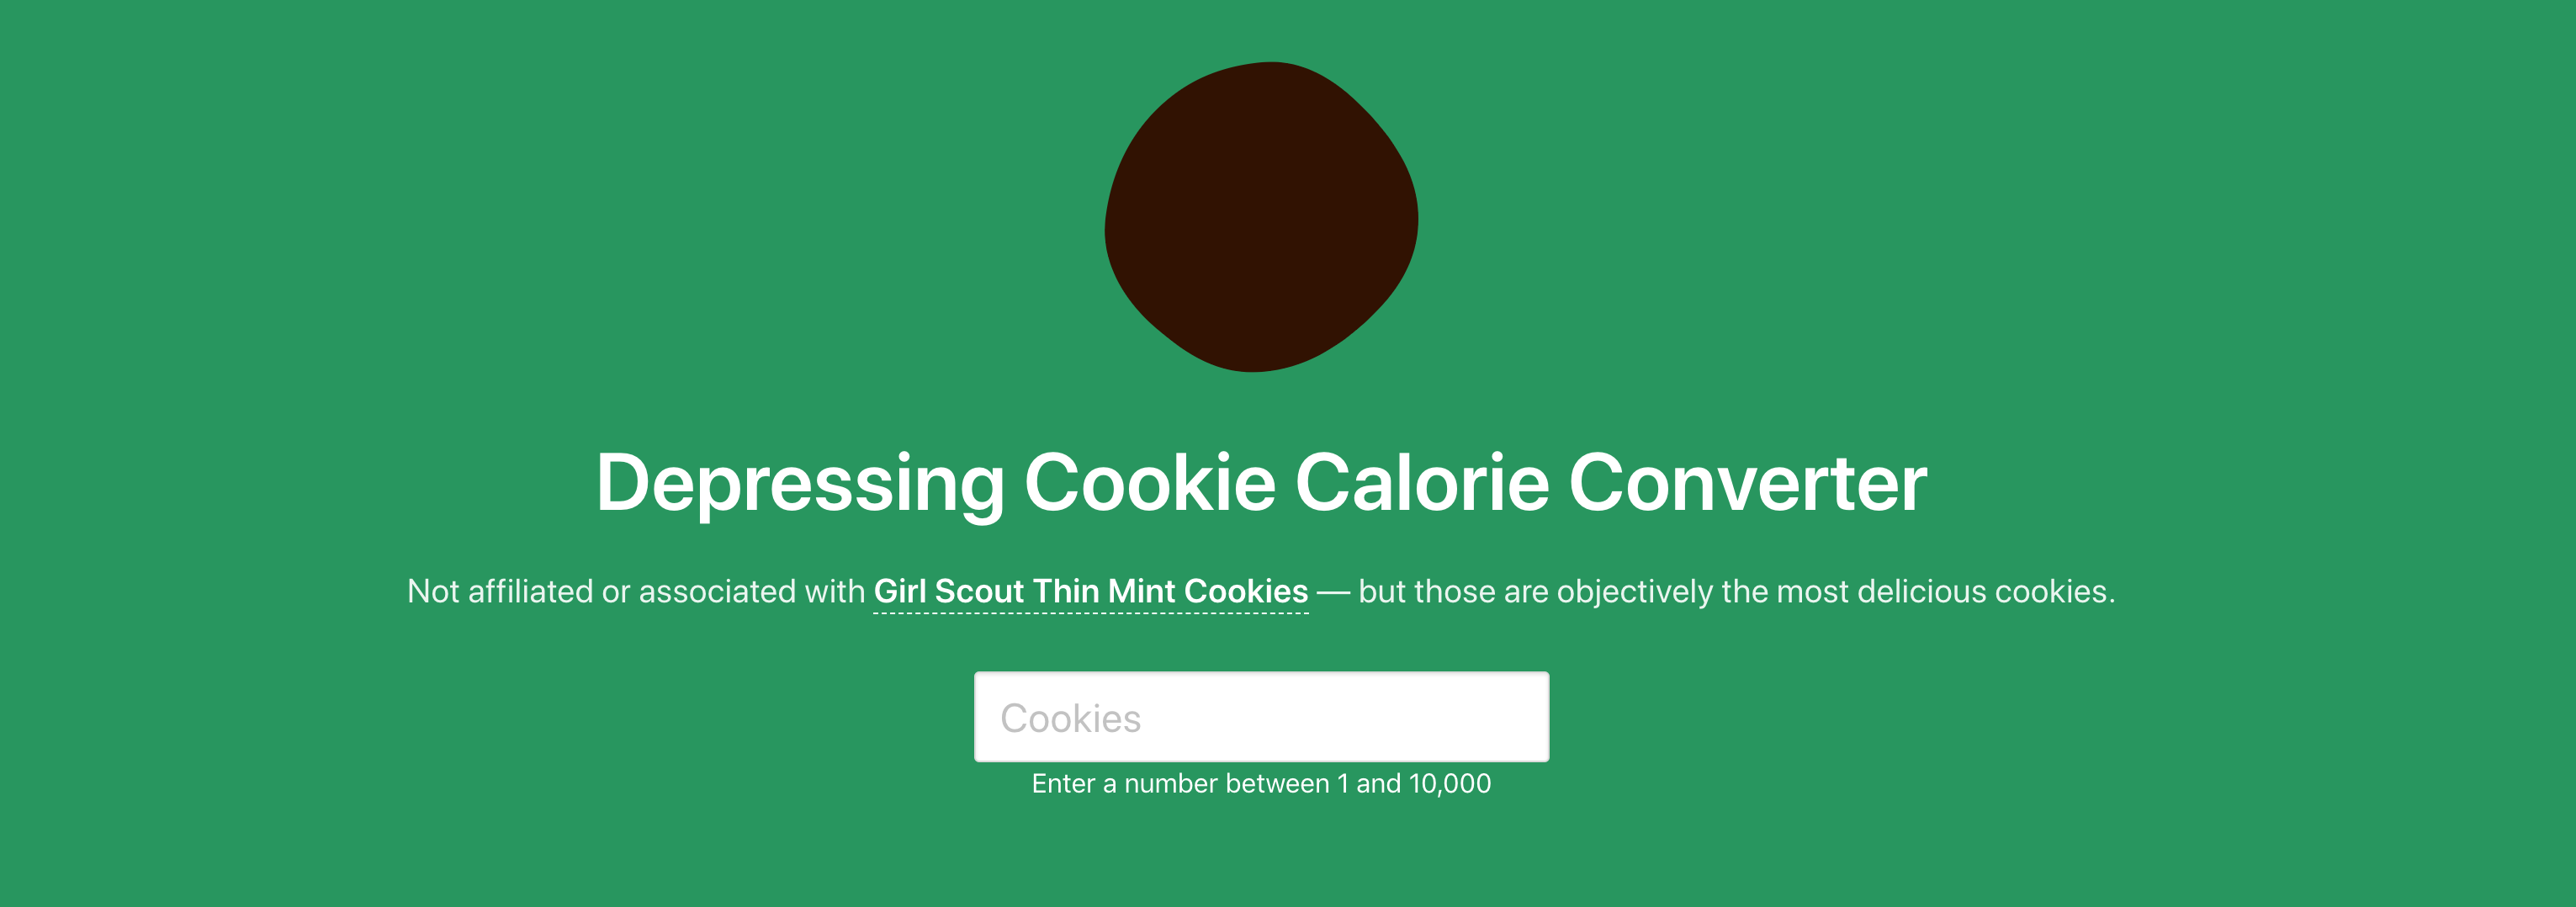 Depressing Cookie Calorie Converter
Not affiliated or associated with Girl Scout Thin Mint Cookies — but those are objectively the most delicious cookies.
Cookies
Enter a number between 1 and 10,000